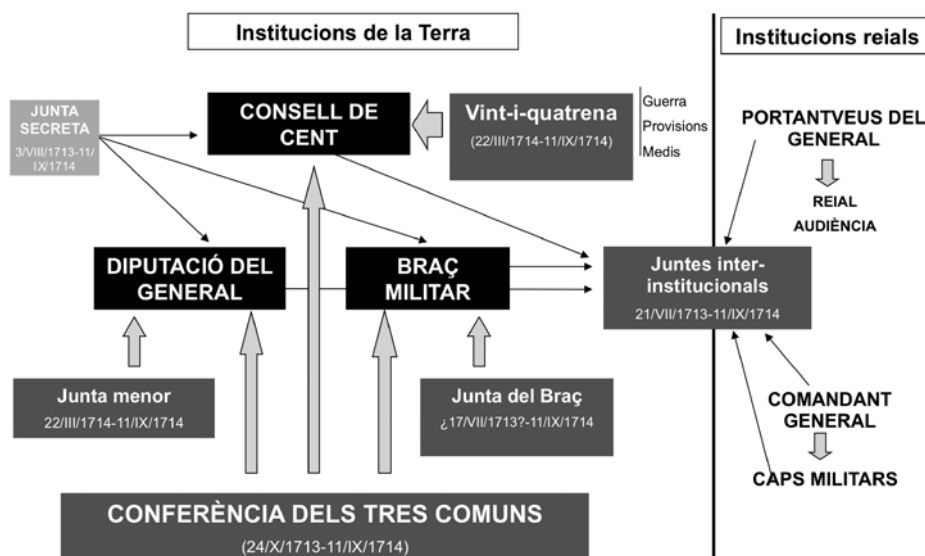 Institucions de la Terra
Institucions reials
JUNTA
SECRETA
3/VIII/1713-11/
IX/1714
CONSELL DE
CENT
Vint-i-quatrena
(22/III/1714-11/IX/1714)
Guerra
Provisions
Medis
PORTANTVEUS DEL
GENERAL
REIAL
AUDIÈNCIA
DIPUTACIÓ DEL
GENERAL
BRAÇ
MILITAR
Juntes inter-
institucionals
21/VII/1713-11/IX/1714
Junta menor
22/III/1714-11/IX/1714
Junta del Braç
¿17/VII/1713?-11/IX/1714
COMANDANT
GENERAL
CAPS MILITARS
CONFERÈNCIA DELS TRES COMUNS
(24/X/1713-11/IX/1714)